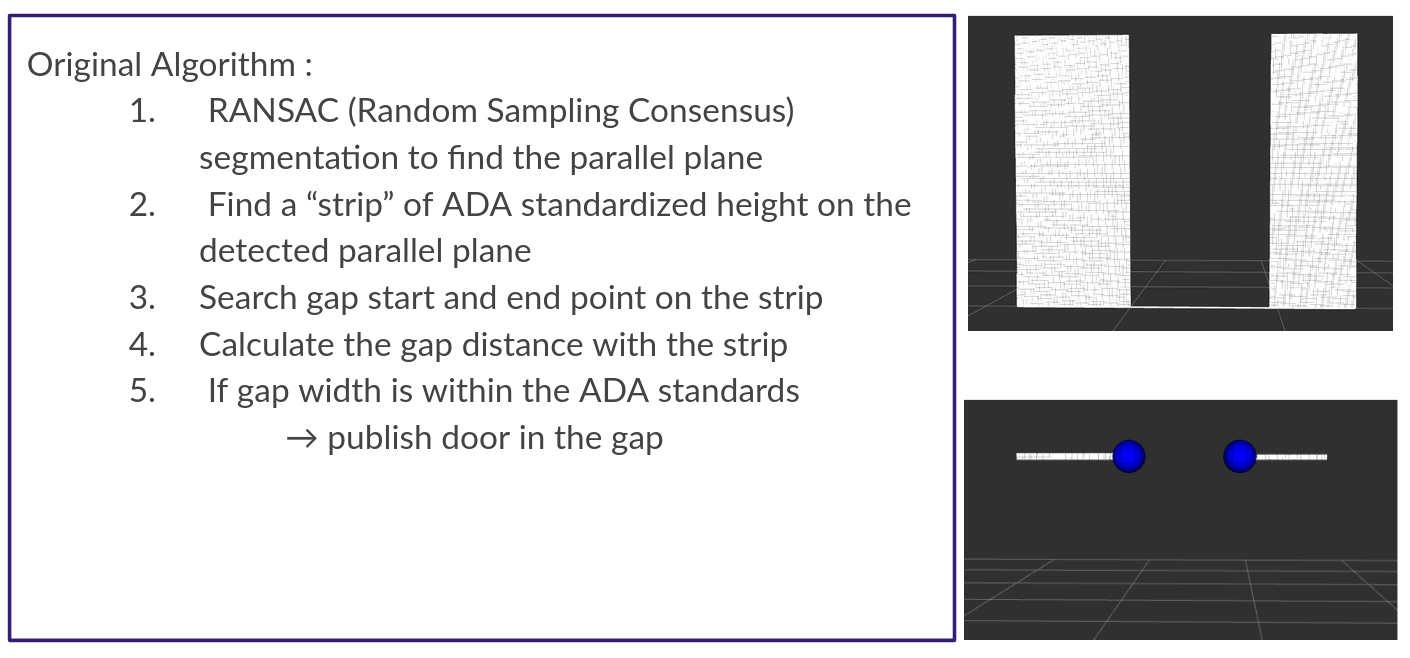 Original Algorithm :
1. RANSAC (Random Sampling Consensus)
segmentation to find the parallel plane
2. Find a “strip” of ADA standardized height on the
detected parallel plane
3. Search gap start and end point on the strip
4. Calculate the gap distance with the strip
5. If gap width is within the ADA standards
→ publish door in the gap